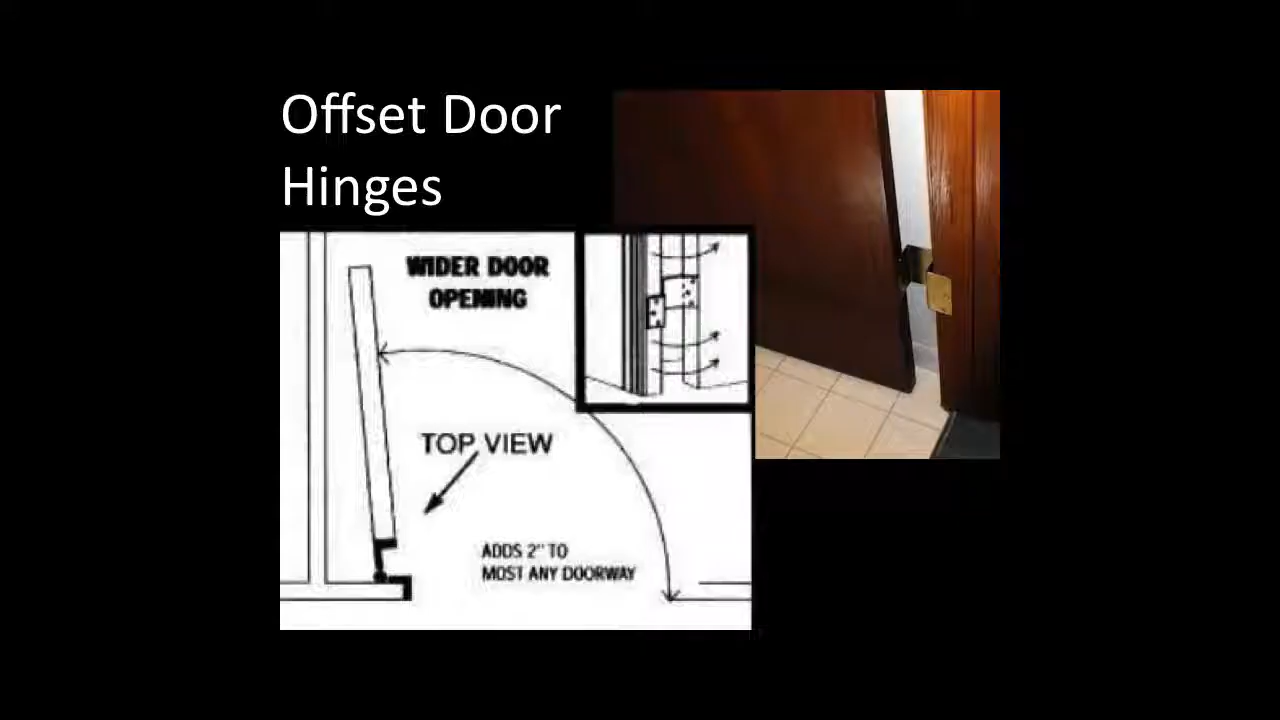 Offset Door
Hinges
WIDER DOOR
OPENING
TOP VIEW
ADDS 2" TO
MOST ANY DOORWAY